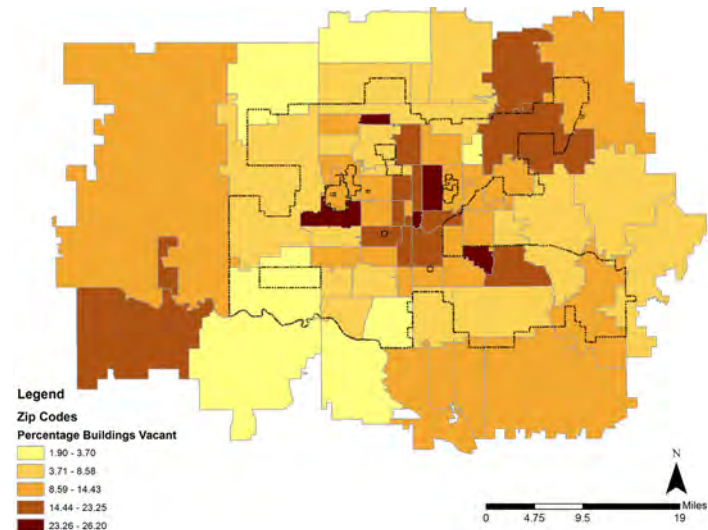 Legend
Zip Codes
Percentage Buildings Vacant
1.90 - 3.70
3.71 - 8.58
8.59 - 14.43
14.44 - 23.25
23.26 - 26.20
N
Miles
0 4.75 9.5 19